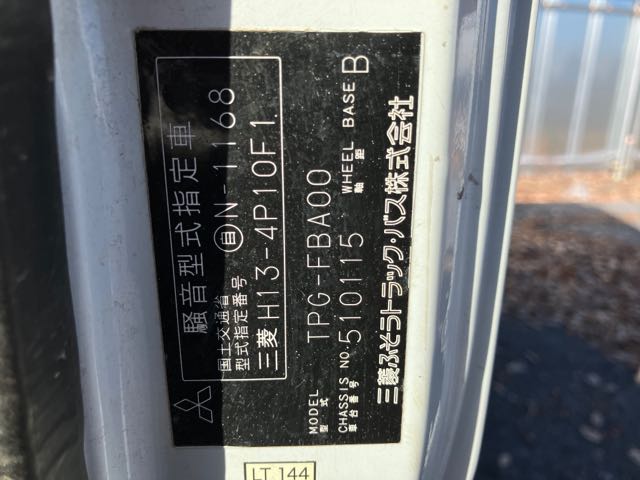 騒音型式指定車
国土交通省
型式指定番号 自N-1168
三菱 H13-4P10F1
MODEL
型式 TPG-FBA00
CHASSIS NO. 510115 WHEEL BASE B
車台番号 軸距
三菱ふそうトラック・バス株式会社
LT 144